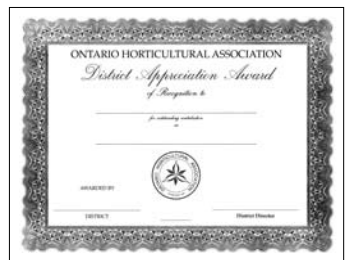 ONTARIO HORTICULTURAL ASSOCIATION
District Appreciation Award
of Recognition to
for outstanding contribution
AWARDED BY
DISTRICT
District Director